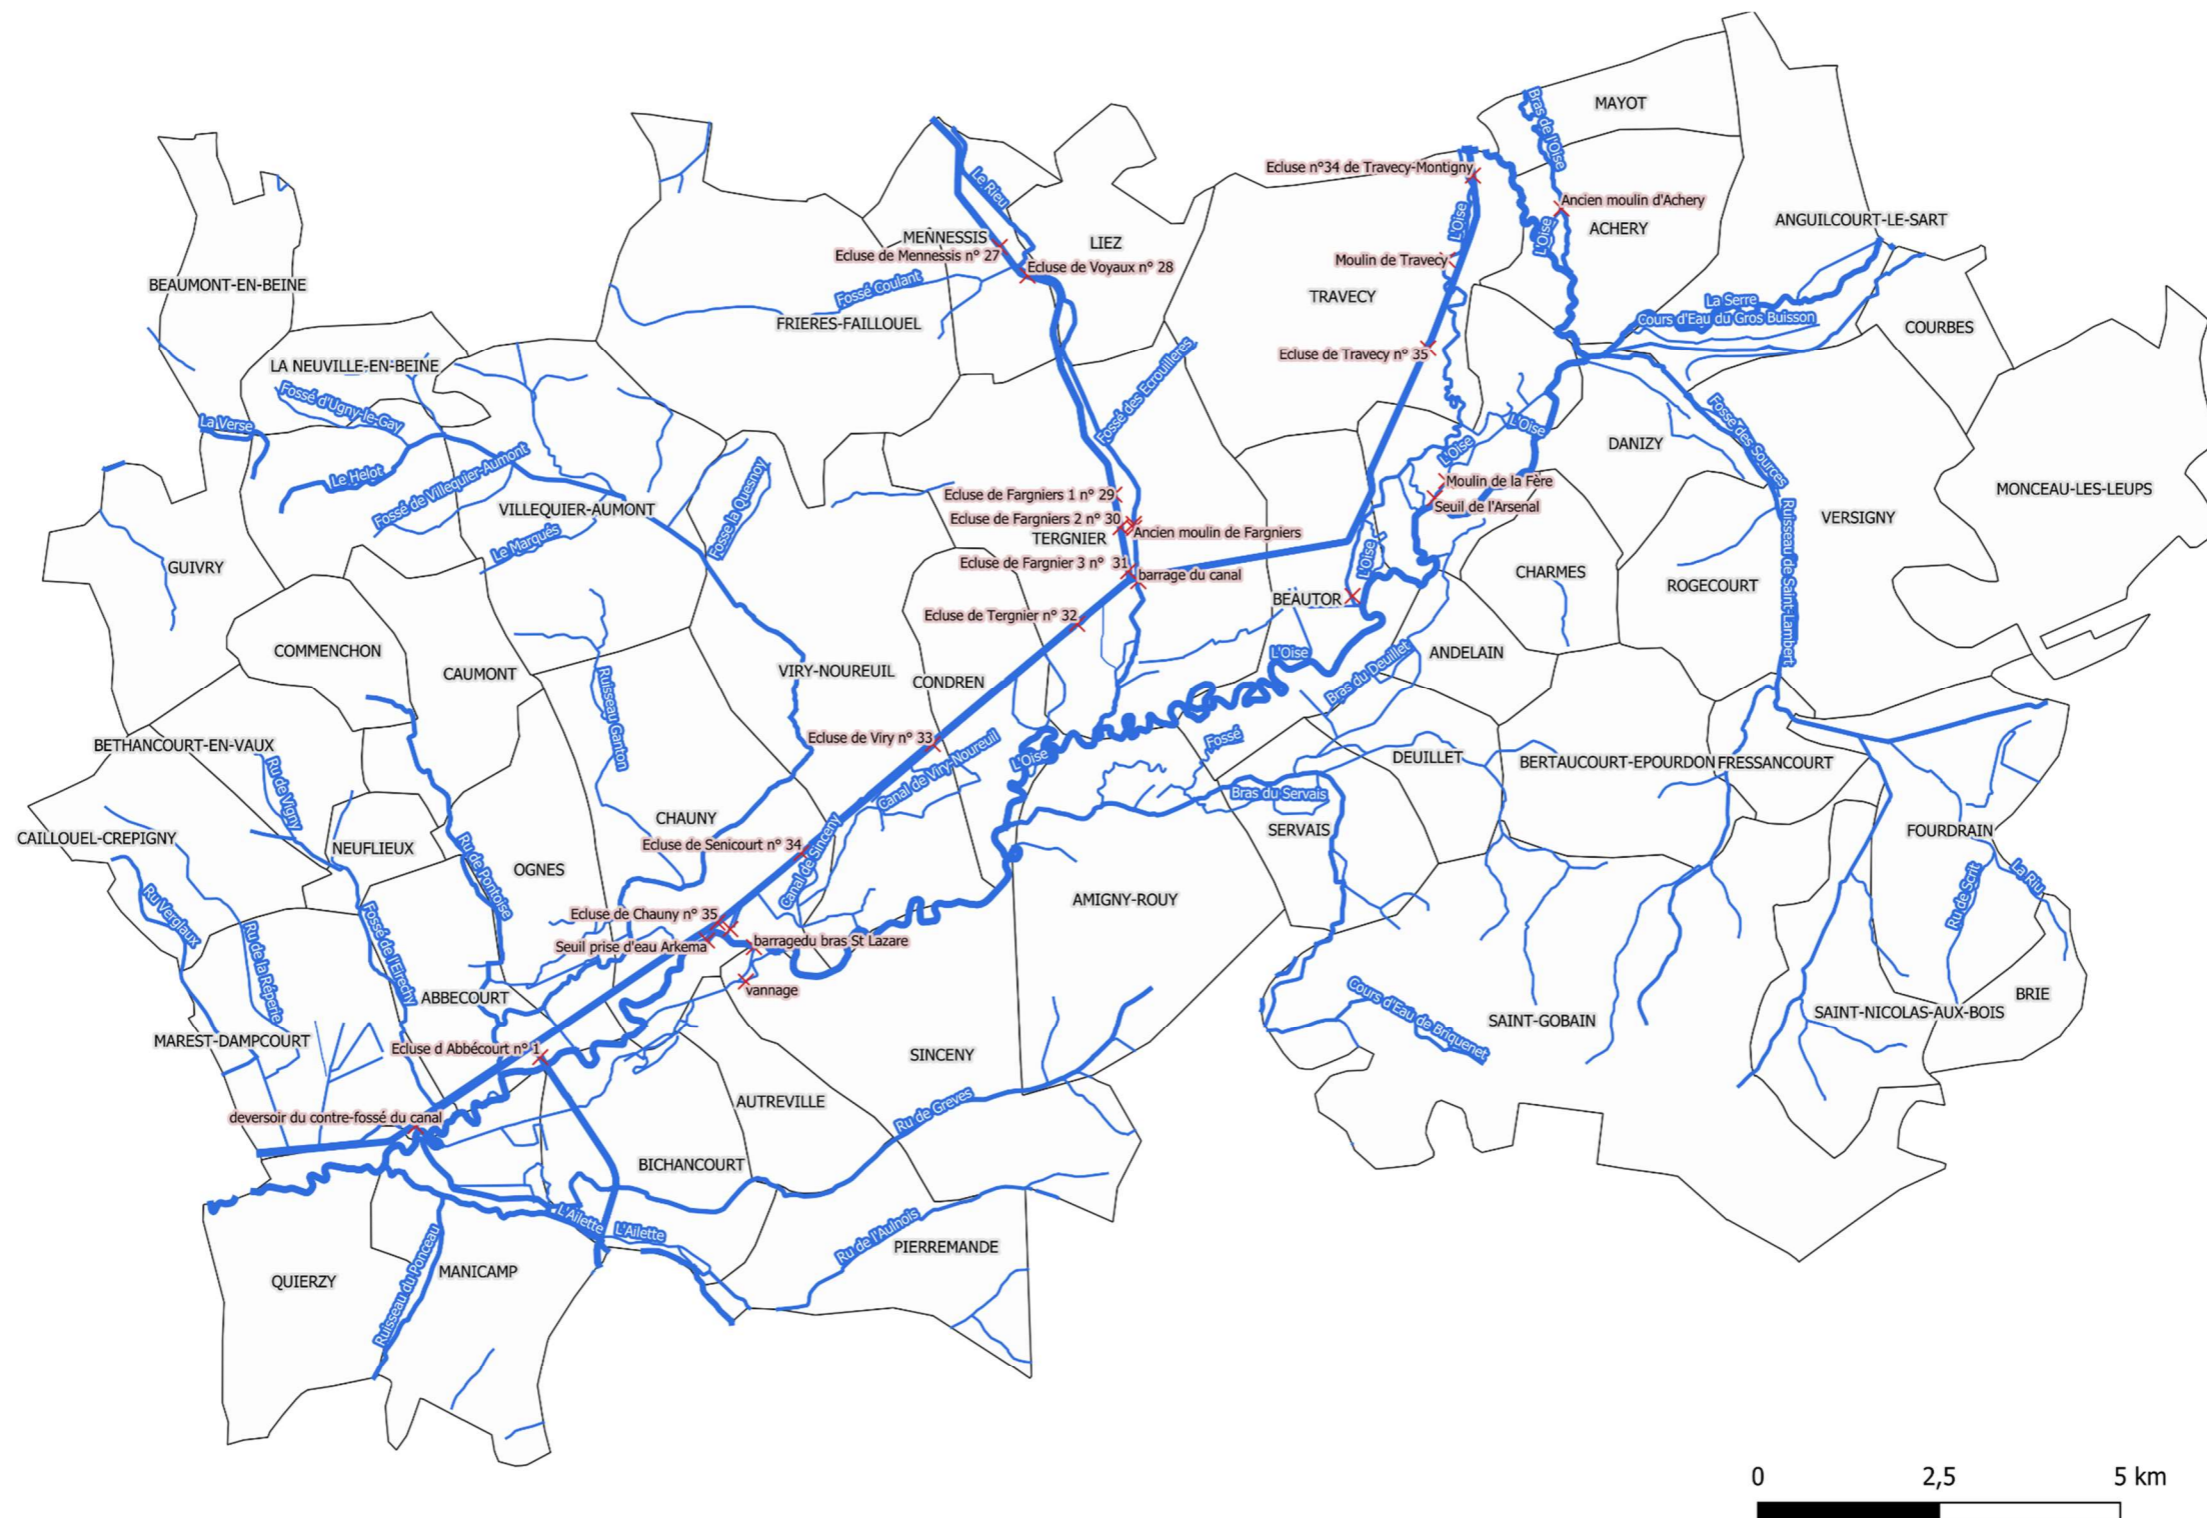 MAYOT
Bras de l'Oise
Ecluse n°34 de Travecy-Montigny
Ancien moulin d'Achery
Le Rieu
L'Oise
L'Oise
ACHERY
ANGUILCOURT-LE-SART
MENNESSIS
LIEZ
Ecluse de Mennessis n° 27
Ecluse de Voyaux n° 28
Moulin de Travecy
BEAUMONT-EN-BEINE
Fossé Coulant
TRAVECY
La Serre
Cours d'Eau du Gros Buisson
FRIERES-FAILLOUEL
COURBES
Ecluse de Travecy n° 35
LA NEUVILLE-EN-BEINE
Fossé des Ecrouilleres
Fossé d'Ugny-le-Gay
La Verse
L'Oise
L'Oise
DANIZY
Fosse des Sources
Le Helot
Fossé de Villequier-Aumont
Moulin de la Fère
MONCEAU-LES-LEUPS
Ecluse de Fargniers 1 n° 29
Seuil de l'Arsenal
VILLEQUIER-AUMONT
Fosse la Quesnoy
Ecluse de Fargniers 2 n° 30
VERSIGNY
TERGNIER
Ancien moulin de Fargniers
Le Marqués
L'Oise
Ecluse de Fargnier 3 n° 31
barrage du canal
GUIVRY
CHARMES
ROGECOURT
Ruisseau de Saint-Lambert
BEAUTOR
Ecluse de Tergnier n° 32
COMMENCHON
CAUMONT
VIRY-NOUREUIL
CONDREN
L'Oise
ANDELAIN
Bras du Deuillet
Ruisseau Ganton
BETHANCOURT-EN-VAUX
Ecluse de Viry n° 33
Fossé
L'Oise
DEUILLET
BERTAUCOURT-EPOURDON
FRESSANCOURT
Canal de Viry-Noureuil
Bras du Servais
Ru de Vigny
CHAUNY
SERVAIS
FOURDRAIN
CAILLOUEL-CREPIGNY
NEUFLIEUX
Ecluse de Senicourt n° 34
Canal de Sinceny
Ru de Pontoise
OGNES
La Riu
Ru de Scrit
AMIGNY-ROUY
Ru Verglaux
Ecluse de Chauny n° 35
Seuil prise d'eau Arkema
barragedu bras St Lazare
Fossé de l'Eirechy
Ru de la Réperie
vannage
ABBECOURT
BRIE
Cours d'Eau de Briquenet
SAINT-GOBAIN
SAINT-NICOLAS-AUX-BOIS
MAREST-DAMPCOURT
Ecluse d Abbécourt n° 1
SINCENY
AUTREVILLE
deversoir du contre-fossé du canal
Ru de Greves
BICHANCOURT
L'Ailette
L'Ailette
Ru de l'Aulnois
PIERREMANDE
Ruisseau du Ponceau
QUIERZY
MANICAMP
0 2,5 5 km